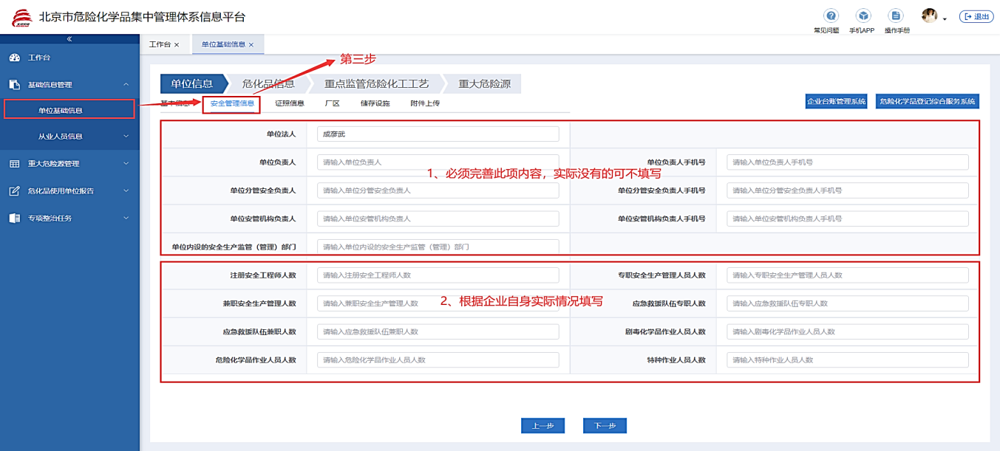 北京市危险化学品集中管理体系信息平台
常见问题
手机APP
操作手册
退出
工作台
基础信息管理
单位基础信息
从业人员信息
重大危险源管理
危化品使用单位报告
专项整治任务
工作台 ×
单位基础信息 ×
第三步
单位信息
危化品信息
重点监管危险化工工艺
重大危险源
基本信息
安全管理信息
证照信息
厂区
储存设施
附件上传
企业台账管理系统
危险化学品登记综合服务系统
单位法人
成彦武
单位负责人
请输入单位负责人
单位负责人手机号
请输入单位负责人手机号
1、必须完善此项内容，实际没有的可不填写
单位分管安全负责人
请输入单位分管安全负责人
单位分管安全负责人手机号
请输入单位分管安全负责人手机号
单位安管机构负责人
请输入单位安管机构负责人
单位安管机构负责人手机号
请输入单位安管机构负责人手机号
单位内设的安全生产监管（管理）部门
请输入单位内设的安全生产监管（管理）部门
注册安全工程师人数
请输入注册安全工程师人数
专职安全生产管理人员人数
请输入专职安全生产管理人员人数
兼职安全生产管理人数
请输入兼职安全生产管理人数
2、根据企业自身实际情况填写
应急救援队伍专职人数
请输入应急救援队伍专职人数
应急救援队伍兼职人数
请输入应急救援队伍兼职人数
剧毒化学品作业人员人数
请输入剧毒化学品作业人员人数
危险化学品作业人员人数
请输入危险化学品作业人员人数
特种作业人员人数
请输入特种作业人员人数
上一步
下一步